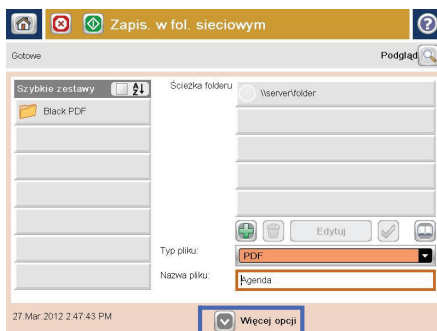 Zapis. w fol. sieciowym
Gotowe
Podgląd
Szybkie zestawy
Ścieżka folderu
\\server\folder
Black PDF
Edytuj
Typ pliku:
PDF
Nazwa pliku:
Agenda
27.Mar.2012 2:47:43 PM
Więcej opcji